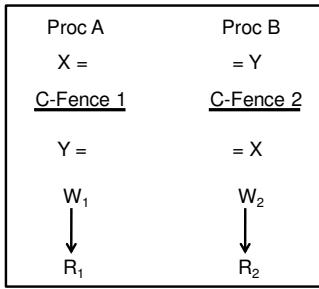 Proc A Proc B
X = = Y
C-Fence 1 C-Fence 2
Y = = X
W₁ W₂
R₁ R₂